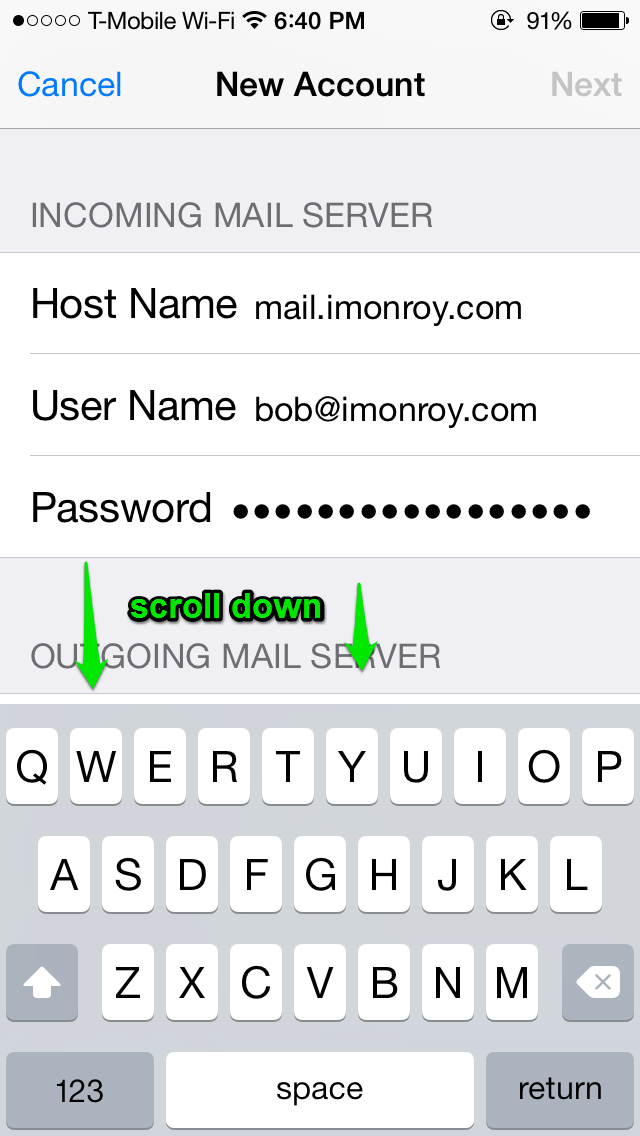 T-Mobile Wi-Fi 6:40 PM 91%
Cancel New Account Next
INCOMING MAIL SERVER
Host Name mail.imonroy.com
User Name bob@imonroy.com
Password ●●●●●●●●●●●●●●●●●
scroll down
OUTGOING MAIL SERVER
Q W E R T Y U I O P
A S D F G H J K L
Z X C V B N M
123 space return